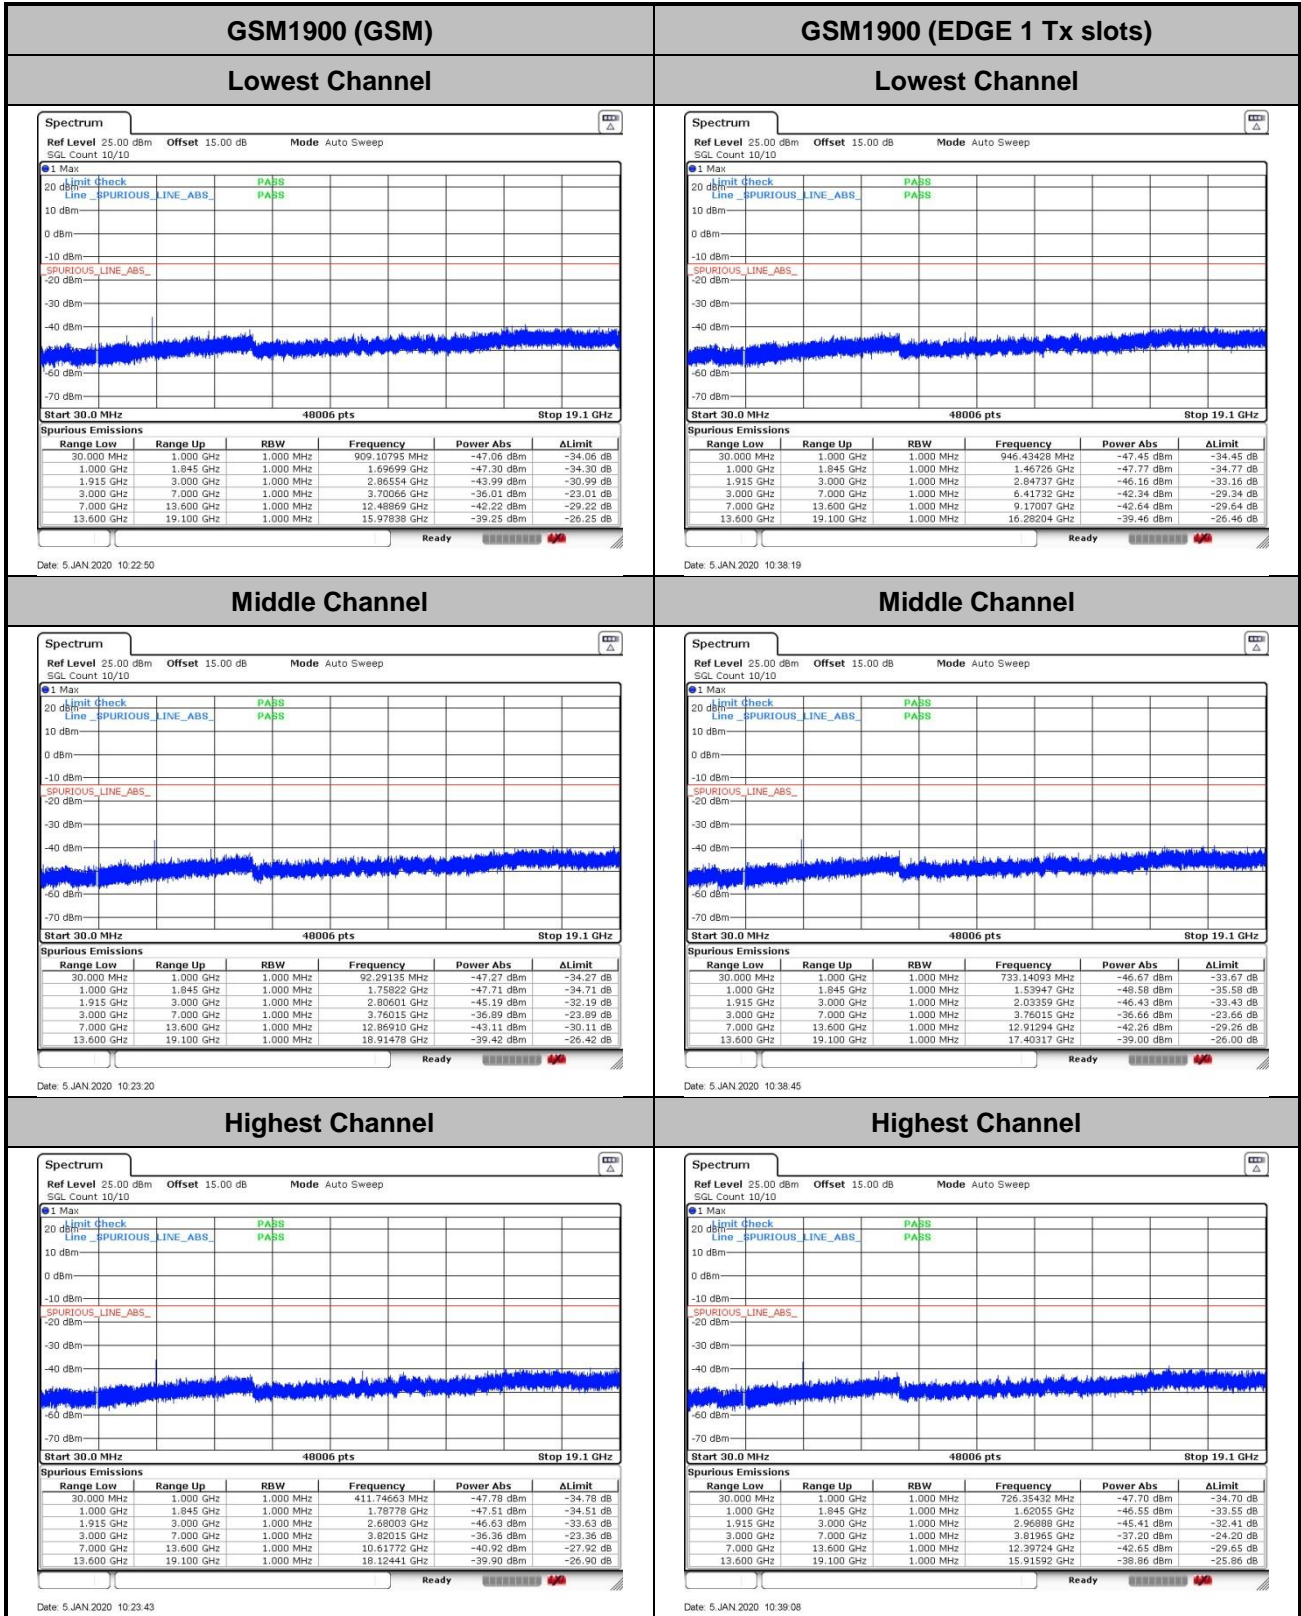 GSM1900 (GSM)
GSM1900 (EDGE 1 Tx slots)
Lowest Channel
Lowest Channel
Spectrum
Ref Level 25.00 dBm Offset 15.00 dB Mode Auto Sweep
SGL Count 10/10
1 Max
Limit Check PASS
20 dBm
Line _SPURIOUS_LINE_ABS_ PASS
10 dBm
0 dBm
-10 dBm
_SPURIOUS_LINE_ABS_
-20 dBm
-30 dBm
-40 dBm
-60 dBm
-70 dBm
Start 30.0 MHz 48006 pts Stop 19.1 GHz
Spurious Emissions
Range Low Range Up RBW Frequency Power Abs ΔLimit
30.000 MHz 1.000 GHz 1.000 MHz 909.10795 MHz -47.06 dBm -34.06 dB
1.000 GHz 1.845 GHz 1.000 MHz 1.69699 GHz -47.30 dBm -34.30 dB
1.915 GHz 3.000 GHz 1.000 MHz 2.86554 GHz -43.99 dBm -30.99 dB
3.000 GHz 7.000 GHz 1.000 MHz 3.70066 GHz -36.01 dBm -23.01 dB
7.000 GHz 13.600 GHz 1.000 MHz 12.48869 GHz -42.22 dBm -29.22 dB
13.600 GHz 19.100 GHz 1.000 MHz 15.97838 GHz -39.25 dBm -26.25 dB
Ready
Date: 5.JAN.2020 10:22:50
Spectrum
Ref Level 25.00 dBm Offset 15.00 dB Mode Auto Sweep
SGL Count 10/10
1 Max
Limit Check PASS
20 dBm
Line _SPURIOUS_LINE_ABS_ PASS
10 dBm
0 dBm
-10 dBm
_SPURIOUS_LINE_ABS_
-20 dBm
-30 dBm
-40 dBm
-60 dBm
-70 dBm
Start 30.0 MHz 48006 pts Stop 19.1 GHz
Spurious Emissions
Range Low Range Up RBW Frequency Power Abs ΔLimit
30.000 MHz 1.000 GHz 1.000 MHz 946.43428 MHz -47.45 dBm -34.45 dB
1.000 GHz 1.845 GHz 1.000 MHz 1.46726 GHz -47.77 dBm -34.77 dB
1.915 GHz 3.000 GHz 1.000 MHz 2.84737 GHz -46.16 dBm -33.16 dB
3.000 GHz 7.000 GHz 1.000 MHz 6.41732 GHz -42.34 dBm -29.34 dB
7.000 GHz 13.600 GHz 1.000 MHz 9.17007 GHz -42.64 dBm -29.64 dB
13.600 GHz 19.100 GHz 1.000 MHz 16.28204 GHz -39.46 dBm -26.46 dB
Ready
Date: 5.JAN.2020 10:38:19
Middle Channel
Middle Channel
Spectrum
Ref Level 25.00 dBm Offset 15.00 dB Mode Auto Sweep
SGL Count 10/10
1 Max
Limit Check PASS
20 dBm
Line _SPURIOUS_LINE_ABS_ PASS
10 dBm
0 dBm
-10 dBm
_SPURIOUS_LINE_ABS_
-20 dBm
-30 dBm
-40 dBm
-60 dBm
-70 dBm
Start 30.0 MHz 48006 pts Stop 19.1 GHz
Spurious Emissions
Range Low Range Up RBW Frequency Power Abs ΔLimit
30.000 MHz 1.000 GHz 1.000 MHz 92.29135 MHz -47.27 dBm -34.27 dB
1.000 GHz 1.845 GHz 1.000 MHz 1.75822 GHz -47.71 dBm -34.71 dB
1.915 GHz 3.000 GHz 1.000 MHz 2.80601 GHz -45.19 dBm -32.19 dB
3.000 GHz 7.000 GHz 1.000 MHz 3.76015 GHz -36.89 dBm -23.89 dB
7.000 GHz 13.600 GHz 1.000 MHz 12.86910 GHz -43.11 dBm -30.11 dB
13.600 GHz 19.100 GHz 1.000 MHz 18.91478 GHz -39.42 dBm -26.42 dB
Ready
Date: 5.JAN.2020 10:23:20
Spectrum
Ref Level 25.00 dBm Offset 15.00 dB Mode Auto Sweep
SGL Count 10/10
1 Max
Limit Check PASS
20 dBm
Line _SPURIOUS_LINE_ABS_ PASS
10 dBm
0 dBm
-10 dBm
_SPURIOUS_LINE_ABS_
-20 dBm
-30 dBm
-40 dBm
-60 dBm
-70 dBm
Start 30.0 MHz 48006 pts Stop 19.1 GHz
Spurious Emissions
Range Low Range Up RBW Frequency Power Abs ΔLimit
30.000 MHz 1.000 GHz 1.000 MHz 733.14093 MHz -46.67 dBm -33.67 dB
1.000 GHz 1.845 GHz 1.000 MHz 1.53947 GHz -48.58 dBm -35.58 dB
1.915 GHz 3.000 GHz 1.000 MHz 2.03359 GHz -46.43 dBm -33.43 dB
3.000 GHz 7.000 GHz 1.000 MHz 3.76015 GHz -36.66 dBm -23.66 dB
7.000 GHz 13.600 GHz 1.000 MHz 12.91294 GHz -42.26 dBm -29.26 dB
13.600 GHz 19.100 GHz 1.000 MHz 17.40317 GHz -39.00 dBm -26.00 dB
Ready
Date: 5.JAN.2020 10:38:45
Highest Channel
Highest Channel
Spectrum
Ref Level 25.00 dBm Offset 15.00 dB Mode Auto Sweep
SGL Count 10/10
1 Max
Limit Check PASS
20 dBm
Line _SPURIOUS_LINE_ABS_ PASS
10 dBm
0 dBm
-10 dBm
_SPURIOUS_LINE_ABS_
-20 dBm
-30 dBm
-40 dBm
-60 dBm
-70 dBm
Start 30.0 MHz 48006 pts Stop 19.1 GHz
Spurious Emissions
Range Low Range Up RBW Frequency Power Abs ΔLimit
30.000 MHz 1.000 GHz 1.000 MHz 411.74663 MHz -47.78 dBm -34.78 dB
1.000 GHz 1.845 GHz 1.000 MHz 1.78778 GHz -47.51 dBm -34.51 dB
1.915 GHz 3.000 GHz 1.000 MHz 2.68003 GHz -46.63 dBm -33.63 dB
3.000 GHz 7.000 GHz 1.000 MHz 3.82015 GHz -36.36 dBm -23.36 dB
7.000 GHz 13.600 GHz 1.000 MHz 10.61772 GHz -40.92 dBm -27.92 dB
13.600 GHz 19.100 GHz 1.000 MHz 18.12441 GHz -39.90 dBm -26.90 dB
Ready
Date: 5.JAN.2020 10:23:43
Spectrum
Ref Level 25.00 dBm Offset 15.00 dB Mode Auto Sweep
SGL Count 10/10
1 Max
Limit Check PASS
20 dBm
Line _SPURIOUS_LINE_ABS_ PASS
10 dBm
0 dBm
-10 dBm
_SPURIOUS_LINE_ABS_
-20 dBm
-30 dBm
-40 dBm
-60 dBm
-70 dBm
Start 30.0 MHz 48006 pts Stop 19.1 GHz
Spurious Emissions
Range Low Range Up RBW Frequency Power Abs ΔLimit
30.000 MHz 1.000 GHz 1.000 MHz 726.35432 MHz -47.70 dBm -34.70 dB
1.000 GHz 1.845 GHz 1.000 MHz 1.62055 GHz -46.55 dBm -33.55 dB
1.915 GHz 3.000 GHz 1.000 MHz 2.96888 GHz -45.41 dBm -32.41 dB
3.000 GHz 7.000 GHz 1.000 MHz 3.81965 GHz -37.20 dBm -24.20 dB
7.000 GHz 13.600 GHz 1.000 MHz 12.39724 GHz -42.65 dBm -29.65 dB
13.600 GHz 19.100 GHz 1.000 MHz 15.91592 GHz -38.86 dBm -25.86 dB
Ready
Date: 5.JAN.2020 10:39:08